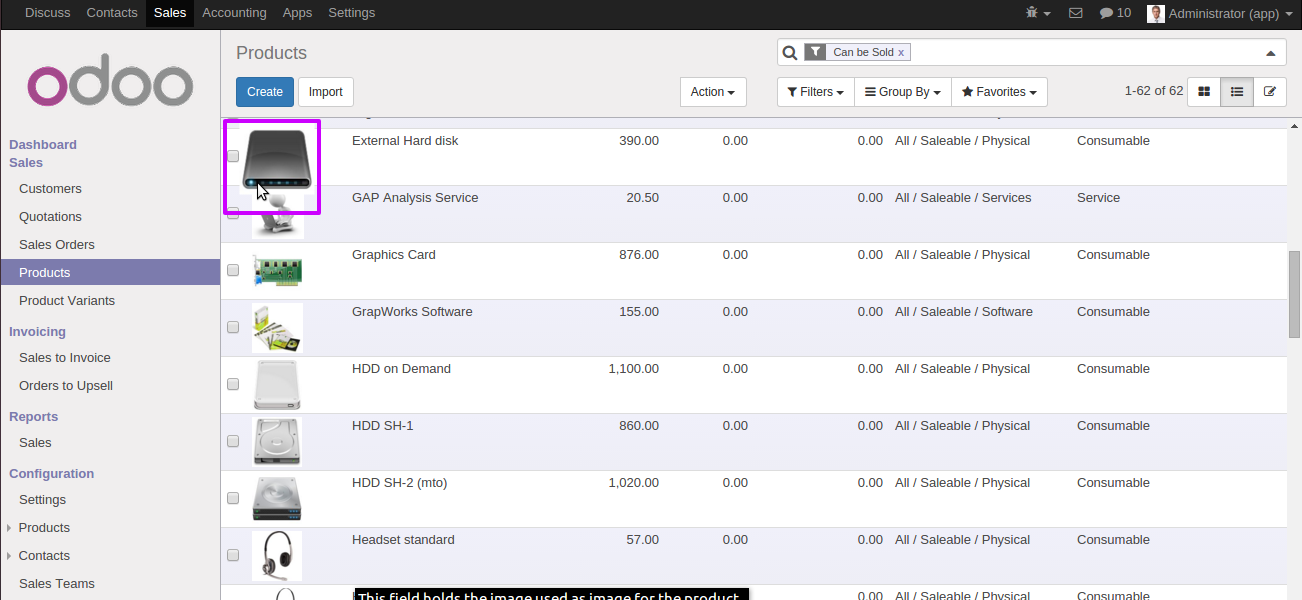 Discuss Contacts Sales Accounting Apps Settings 10 Administrator (app)
odoo
Products
Can be Sold x
Create Import Action Filters Group By Favorites 1-62 of 62
Dashboard
Sales
Customers
Quotations
Sales Orders
Products
Product Variants
Invoicing
Sales to Invoice
Orders to Upsell
Reports
Sales
Configuration
Settings
Products
Contacts
Sales Teams
External Hard disk 390.00 0.00 0.00 All / Saleable / Physical Consumable
GAP Analysis Service 20.50 0.00 0.00 All / Saleable / Services Service
Graphics Card 876.00 0.00 0.00 All / Saleable / Physical Consumable
GrapWorks Software 155.00 0.00 0.00 All / Saleable / Software Consumable
HDD on Demand 1,100.00 0.00 0.00 All / Saleable / Physical Consumable
HDD SH-1 860.00 0.00 0.00 All / Saleable / Physical Consumable
HDD SH-2 (mto) 1,020.00 0.00 0.00 All / Saleable / Physical Consumable
Headset standard 57.00 0.00 0.00 All / Saleable / Physical Consumable
0.00 All / Saleable / Physical Consumable
This field holds the image used as image for the product,